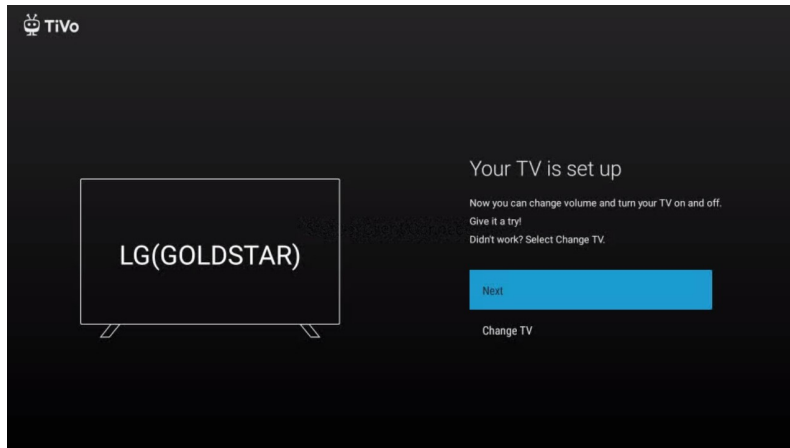 TiVo
LG(GOLDSTAR)
Your TV is set up
Now you can change volume and turn your TV on and off.
Give it a try!
Didn't work? Select Change TV.
Next
Change TV